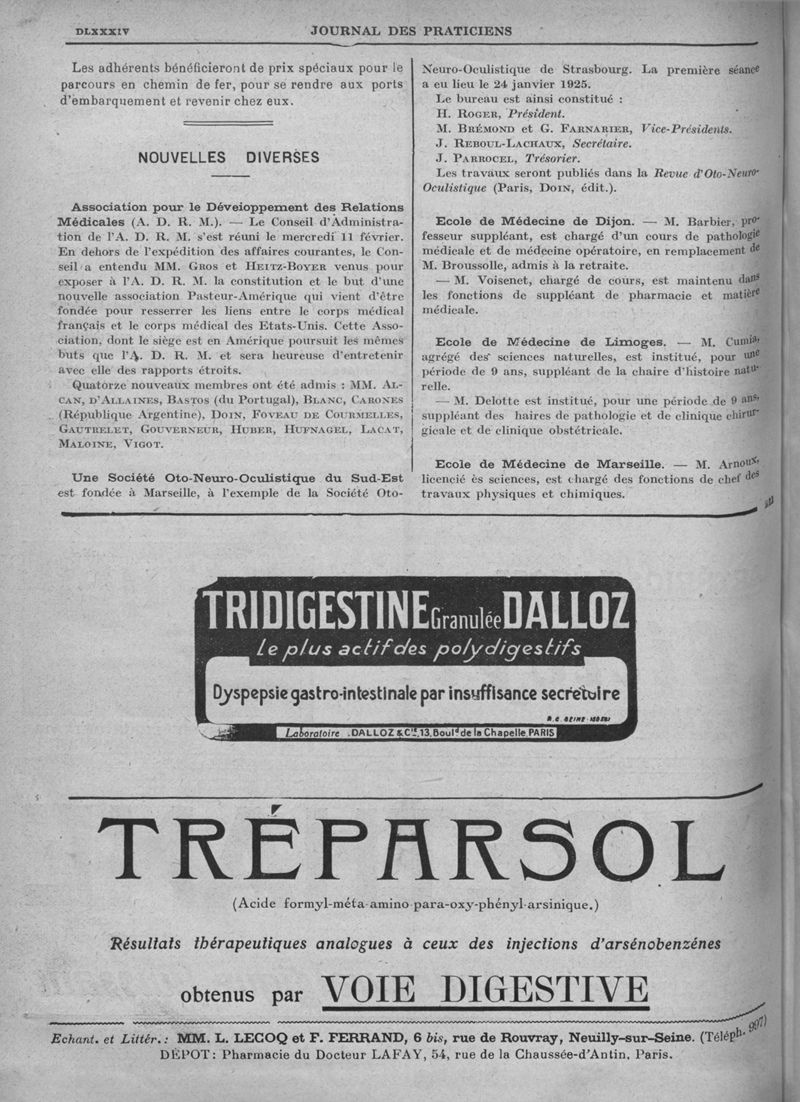 DLXXXIV
JOURNAL DES PRATICIENS
Les adhérents bénéficieront de prix spéciaux pour le
parcours en chemin de fer, pour se rendre aux ports
d'embarquement et revenir chez eux.
NOUVELLES DIVERSES
Association pour le Déveioppement des Relations
Médicales (A. D. R. M.). — Le Conseil d'Administra-
tion de l'A. D. R. M. s'est réuni le mercredi 11 février.
En dehors de l'expédition des affaires courantes, le Con-
seil a entendu MM. GROS et HEITZ-BOYER venus pour
exposer à l'A. D. R. M. la constitution et le but d'une
nouvelle association Pasteur-Amérique qui vient d'être
fondée pour resserrer les liens entre le corps médical
français et le corps médical des Etats-Unis. Cette Asso-
ciation, dont le siège est en Amérique poursuit les mêmes
buts que l'A. D. R. M. et sera heureuse d'entretenir
avec elle des rapports étroits.
Quatorze nouveaux membres ont été admis : MM. AL-
CAN, D'ALLAINES, BASTOS (du Portugal), BLANC, CARONES
(République Argentine), DOIN, FOVEAU DE COURMELLES,
GAUTRELET, GOUVERNEUR, HUBER, HUFNAGEL, LACAT,
MALOINE, VIGOT.
Une Société Oto-Neuro-Oculistique du Sud-Est
est fondée à Marseille, à l'exemple de la Société Oto-
Neuro-Oculistique de Strasbourg. La première séance
a eu lieu le 24 janvier 1925.
Le bureau est ainsi constitué :
H. ROGER, Président.
M. BRÉMOND et G. FARNARIER, Vice-Présidents.
J. REBOUL-LACHAUX, Secrétaire.
J. PARROCEL, Trésorier.
Les travaux seront publiés dans la Revue d'Oto-Neuro-
Oculistique (Paris, DOIN, édit.).
Ecole de Médecine de Dijon. — M. Barbier, pro-
fesseur suppléant, est chargé d'un cours de pathologie
médicale et de médecine opératoire, en remplacement de
M. Broussolle, admis à la retraite.
— M. Voisenet, chargé de cours, est maintenu dans
les fonctions de suppléant de pharmacie et matière
médicale.
Ecole de Médecine de Limoges. — M. Cumia,
agrégé des sciences naturelles, est institué, pour une
période de 9 ans, suppléant de la chaire d'histoire natu-
relle.
— M. Delotte est institué, pour une période de 9 ans,
suppléant des haires de pathologie et de clinique chirur-
gicale et de clinique obstétricale.
Ecole de Médecine de Marseille. — M. Arnoux,
licencié ès sciences, est chargé des fonctions de chef des
travaux physiques et chimiques.
TRIDIGESTINE Granulée DALLOZ
Le plus actif des polydigestifs
Dyspepsie gastro-intestinale par insuffisance secretoire
Laboratoire .DALLOZ & Cie.13.Bould de la Chapelle.PARIS
TRÉPARSOL
(Acide formyl-méta-amino para-oxy-phényl-arsinique.)
Résultats thérapeutiques analogues à ceux des injections d'arsénobenzénes
obtenus par VOIE DIGESTIVE
Echant. et Littér. : MM. L. LECOQ et F. FERRAND, 6 bis, rue de Rouvray, Neuilly-sur-Seine. (Téléph. 997)
DÉPOT: Pharmacie du Docteur LAFAY, 54, rue de la Chaussée-d'Antin, Paris.